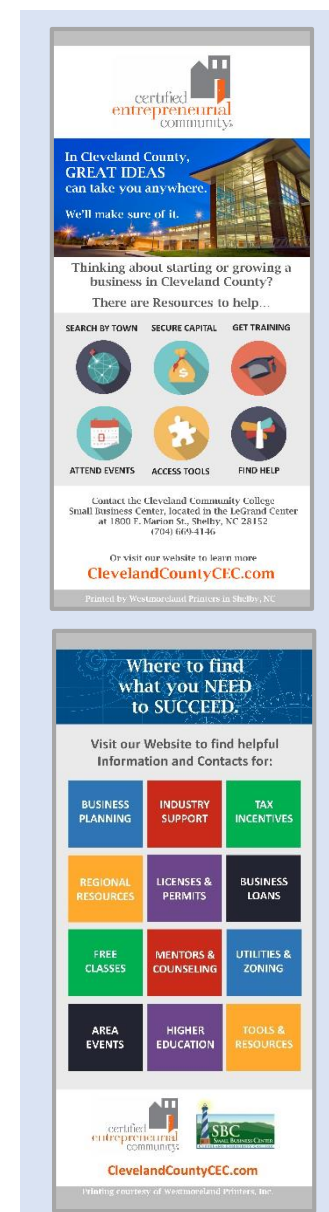 certified
entrepreneurial
community®
In Cleveland County,
GREAT IDEAS
can take you anywhere.
We'll make sure of it.
Thinking about starting or growing a
business in Cleveland County?
There are Resources to help...
SEARCH BY TOWN SECURE CAPITAL GET TRAINING
ATTEND EVENTS ACCESS TOOLS FIND HELP
Contact the Cleveland Community College
Small Business Center, located in the LeGrand Center
at 1800 E. Marion St., Shelby, NC 28152
(704) 669-4146
Or visit our website to learn more
ClevelandCountyCEC.com
Printed by Westmoreland Printers in Shelby, NC
Where to find
what you NEED
to SUCCEED.
Visit our Website to find helpful
Information and Contacts for:
BUSINESS PLANNING
INDUSTRY SUPPORT
TAX INCENTIVES
REGIONAL RESOURCES
LICENSES & PERMITS
BUSINESS LOANS
FREE CLASSES
MENTORS & COUNSELING
UTILITIES & ZONING
AREA EVENTS
HIGHER EDUCATION
TOOLS & RESOURCES
certified
entrepreneurial
community®
SBC
SMALL BUSINESS CENTER
ClevelandCountyCEC.com
Printing courtesy of Westmoreland Printers, Inc.